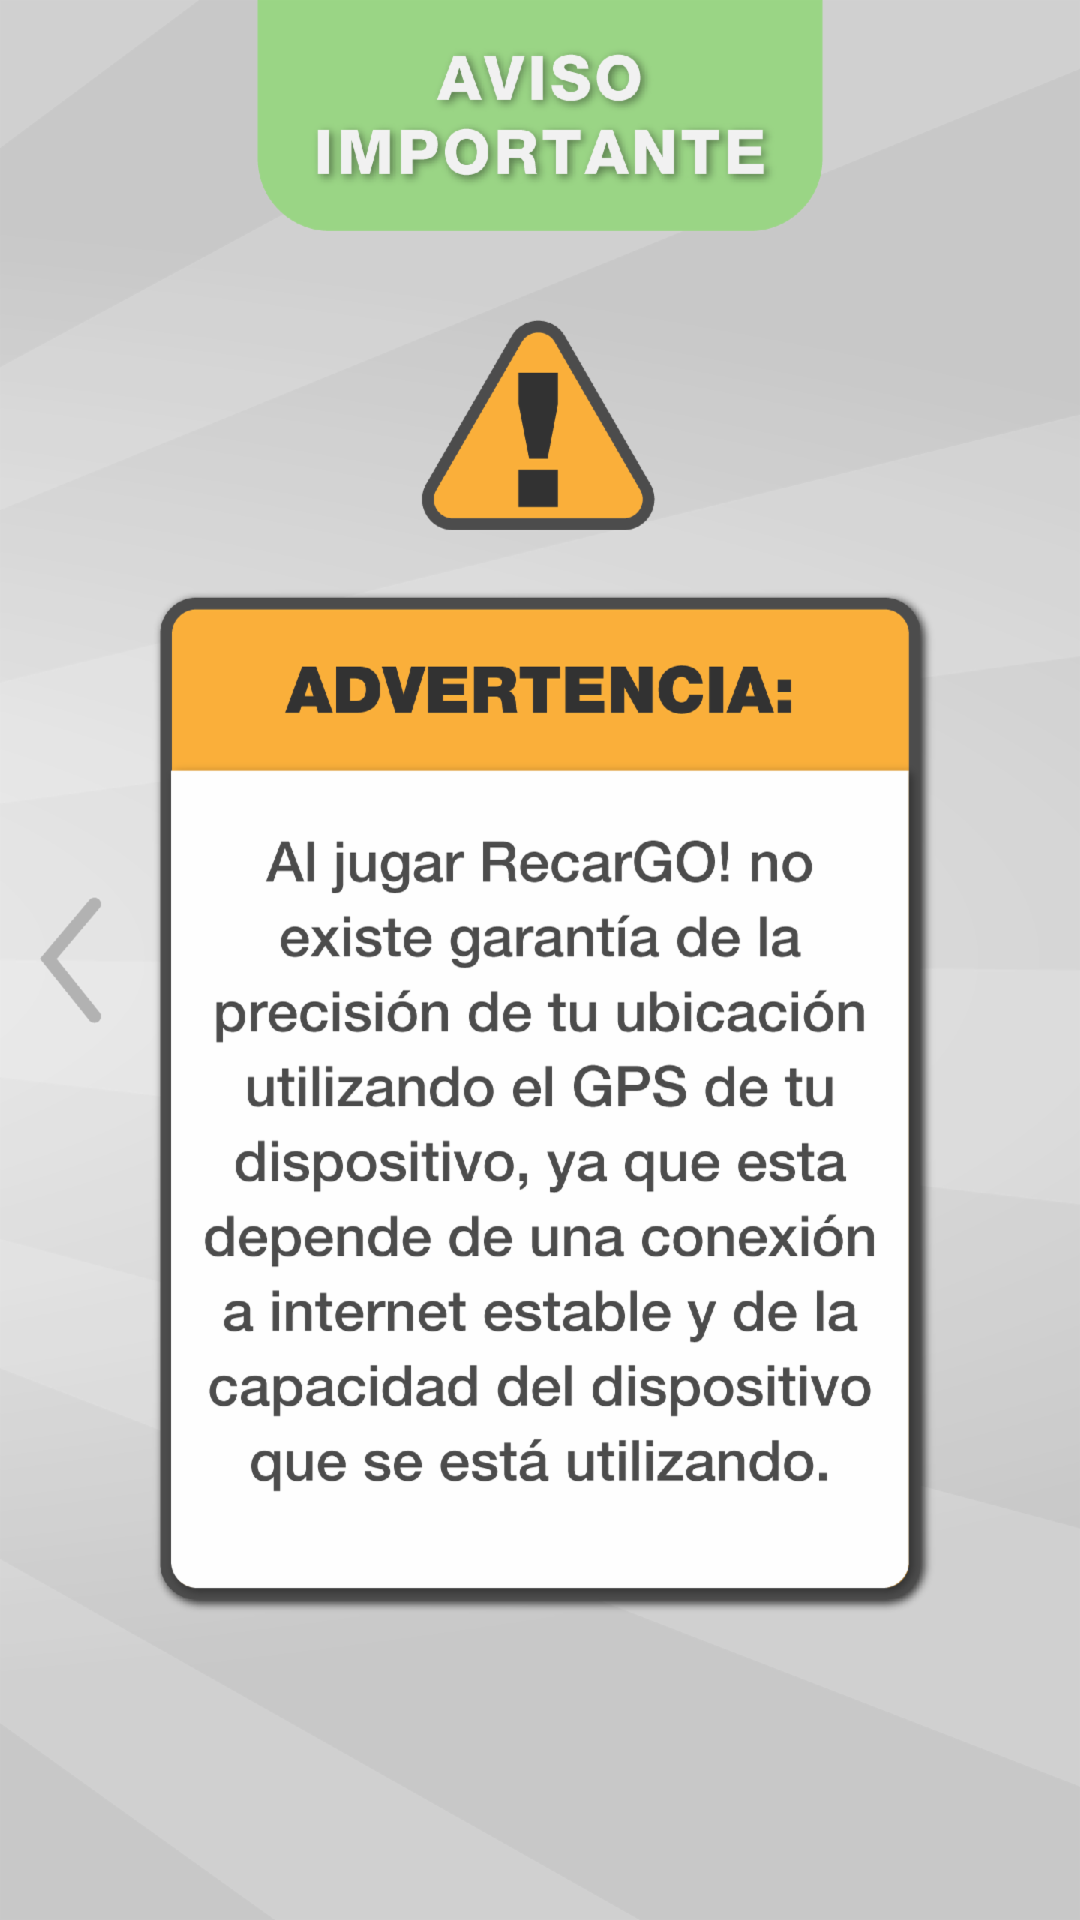 AVISO
IMPORTANTE
!
ADVERTENCIA:
Al jugar RecarGO! no
existe garantía de la
precisión de tu ubicación
utilizando el GPS de tu
dispositivo, ya que esta
depende de una conexión
a internet estable y de la
capacidad del dispositivo
que se está utilizando.